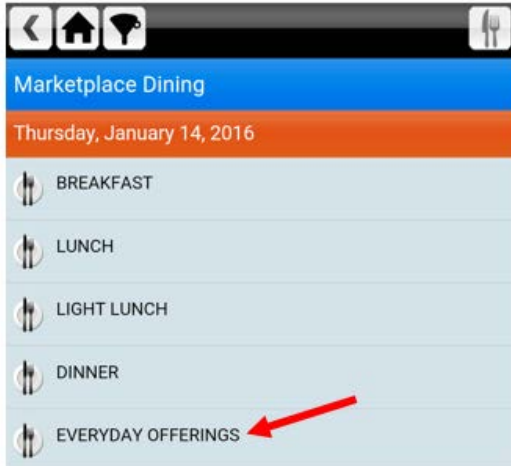 Marketplace Dining
Thursday, January 14, 2016
BREAKFAST
LUNCH
LIGHT LUNCH
DINNER
EVERYDAY OFFERINGS